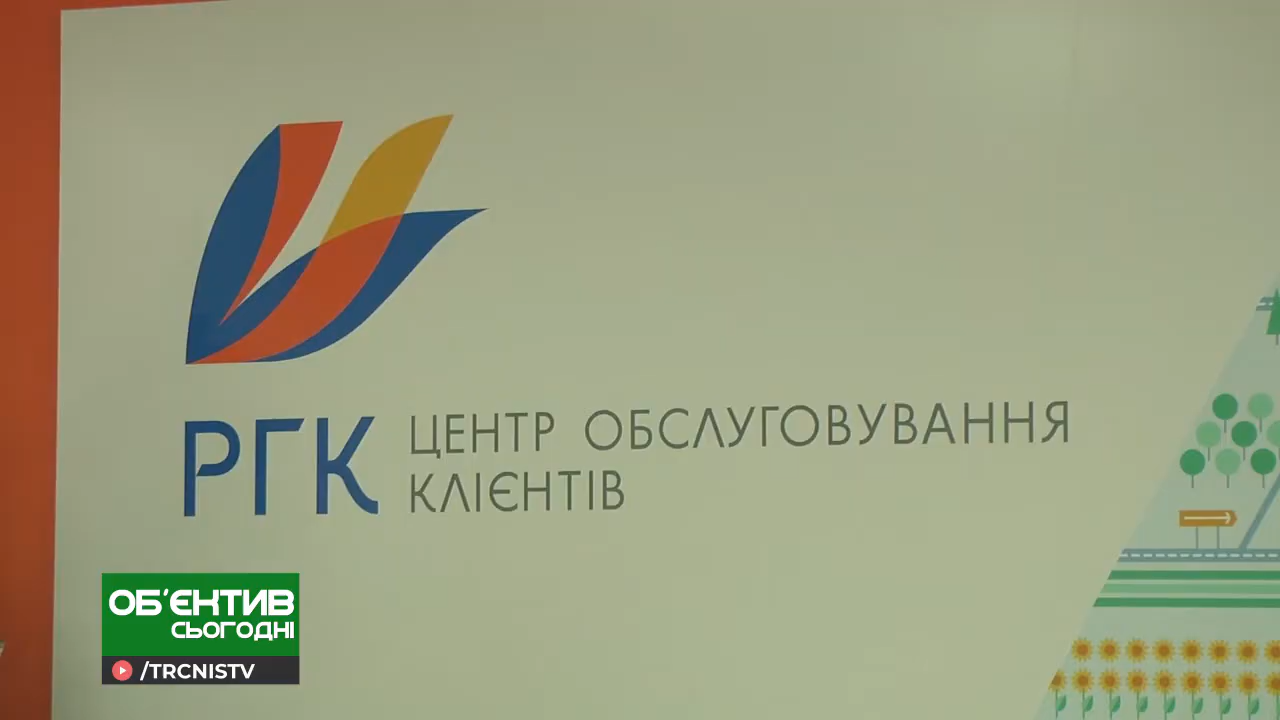 РГК ЦЕНТР ОБСЛУГОВУВАННЯ
КЛІЄНТІВ
ОБ'ЄКТИВ
СЬОГОДНІ
/TRCNISTV